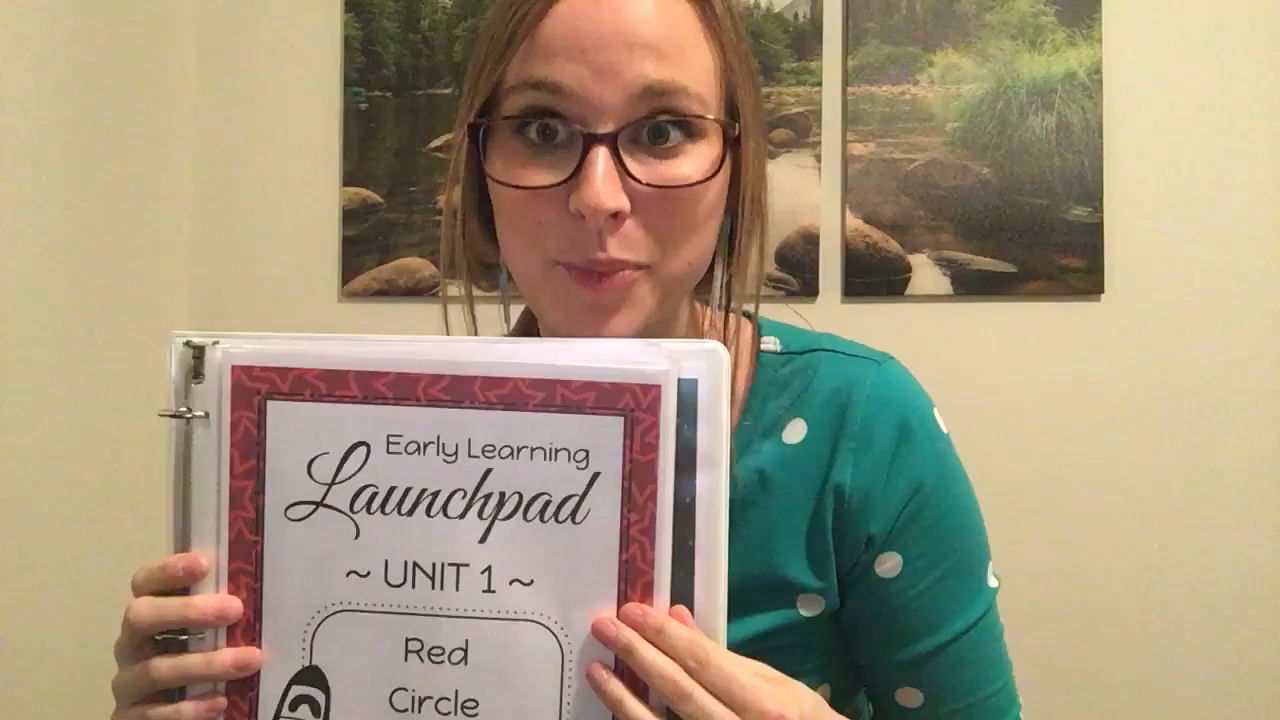 Early Learning
Launchpad
~ UNIT 1 ~
Red
Circle